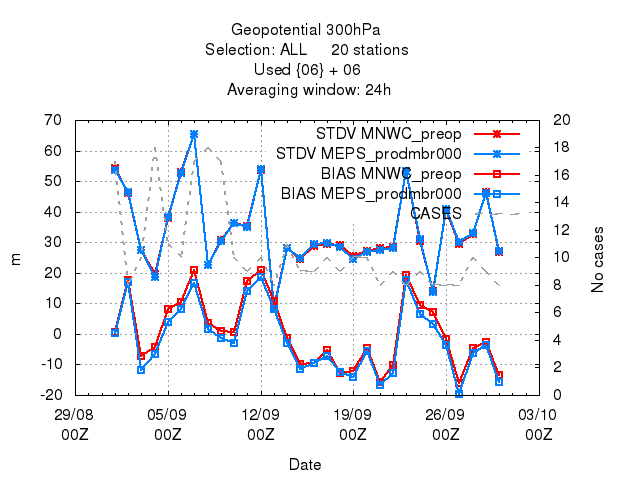 Geopotential 300hPa
Selection: ALL 20 stations
Used {06} + 06
Averaging window: 24h
STDV MNWC_preop
STDV MEPS_prodmbr000
BIAS MNWC_preop
BIAS MEPS_prodmbr000
CASES
70
60
50
40
30
20
10
0
-10
-20
m
20
18
16
14
12
10
8
6
4
2
0
No cases
29/08 05/09 12/09 19/09 26/09 03/10
00Z 00Z 00Z 00Z 00Z 00Z
Date